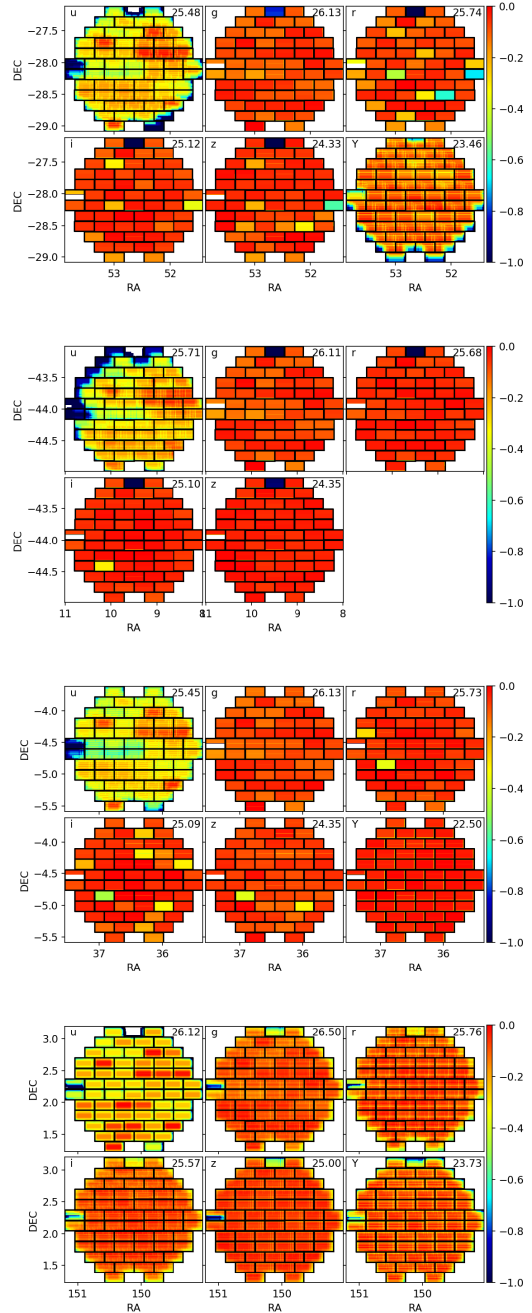 u 25.48 g 26.13 r 25.74 0.0
−27.5
−0.2
DEC −28.0
−28.5
−0.4
−29.0
i 25.12 z 24.33 Y 23.46
−27.5
−0.6
DEC −28.0
−0.8
−28.5
−29.0
−1.0
53 52 53 52 53 52
RA RA RA
u 25.71 g 26.11 r 25.68 0.0
−43.5
−0.2
DEC −44.0
−44.5
−0.4
i 25.10 z 24.35
−43.0
−0.6
−43.5
DEC −44.0
−0.8
−44.5
−1.0
11 10 9 8 11 10 9 8
RA RA
u 25.45 g 26.13 r 25.73 0.0
−4.0
−0.2
DEC −4.5
−5.0
−0.4
−5.5
i 25.09 z 24.35 Y 22.50
−4.0
−0.6
DEC −4.5
−0.8
−5.0
−5.5
−1.0
37 36 37 36 37 36
RA RA RA
u 26.12 g 26.50 r 25.76 0.0
3.0
−0.2
DEC 2.5
2.0
−0.4
1.5
i 25.57 z 25.00 Y 23.73
3.0
−0.6
DEC 2.5
2.0
−0.8
1.5
−1.0
151 150 151 150 151 150
RA RA RA